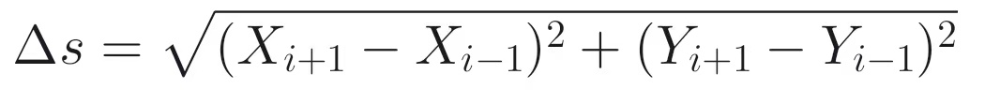 Δs = √(X_{i+1} − X_{i−1})² + (Y_{i+1} − Y_{i−1})²